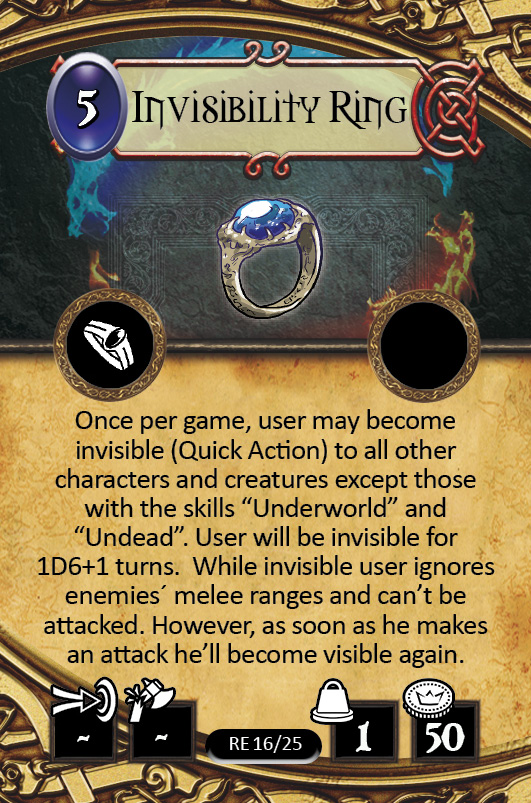 5 Invisibility Ring
Once per game, user may become
invisible (Quick Action) to all other
characters and creatures except those
with the skills “Underworld” and
“Undead”. User will be invisible for
1D6+1 turns.  While invisible user ignores
enemies´ melee ranges and can’t be
attacked. However, as soon as he makes
an attack he’ll become visible again.
~ ~ RE 16/25 1 50